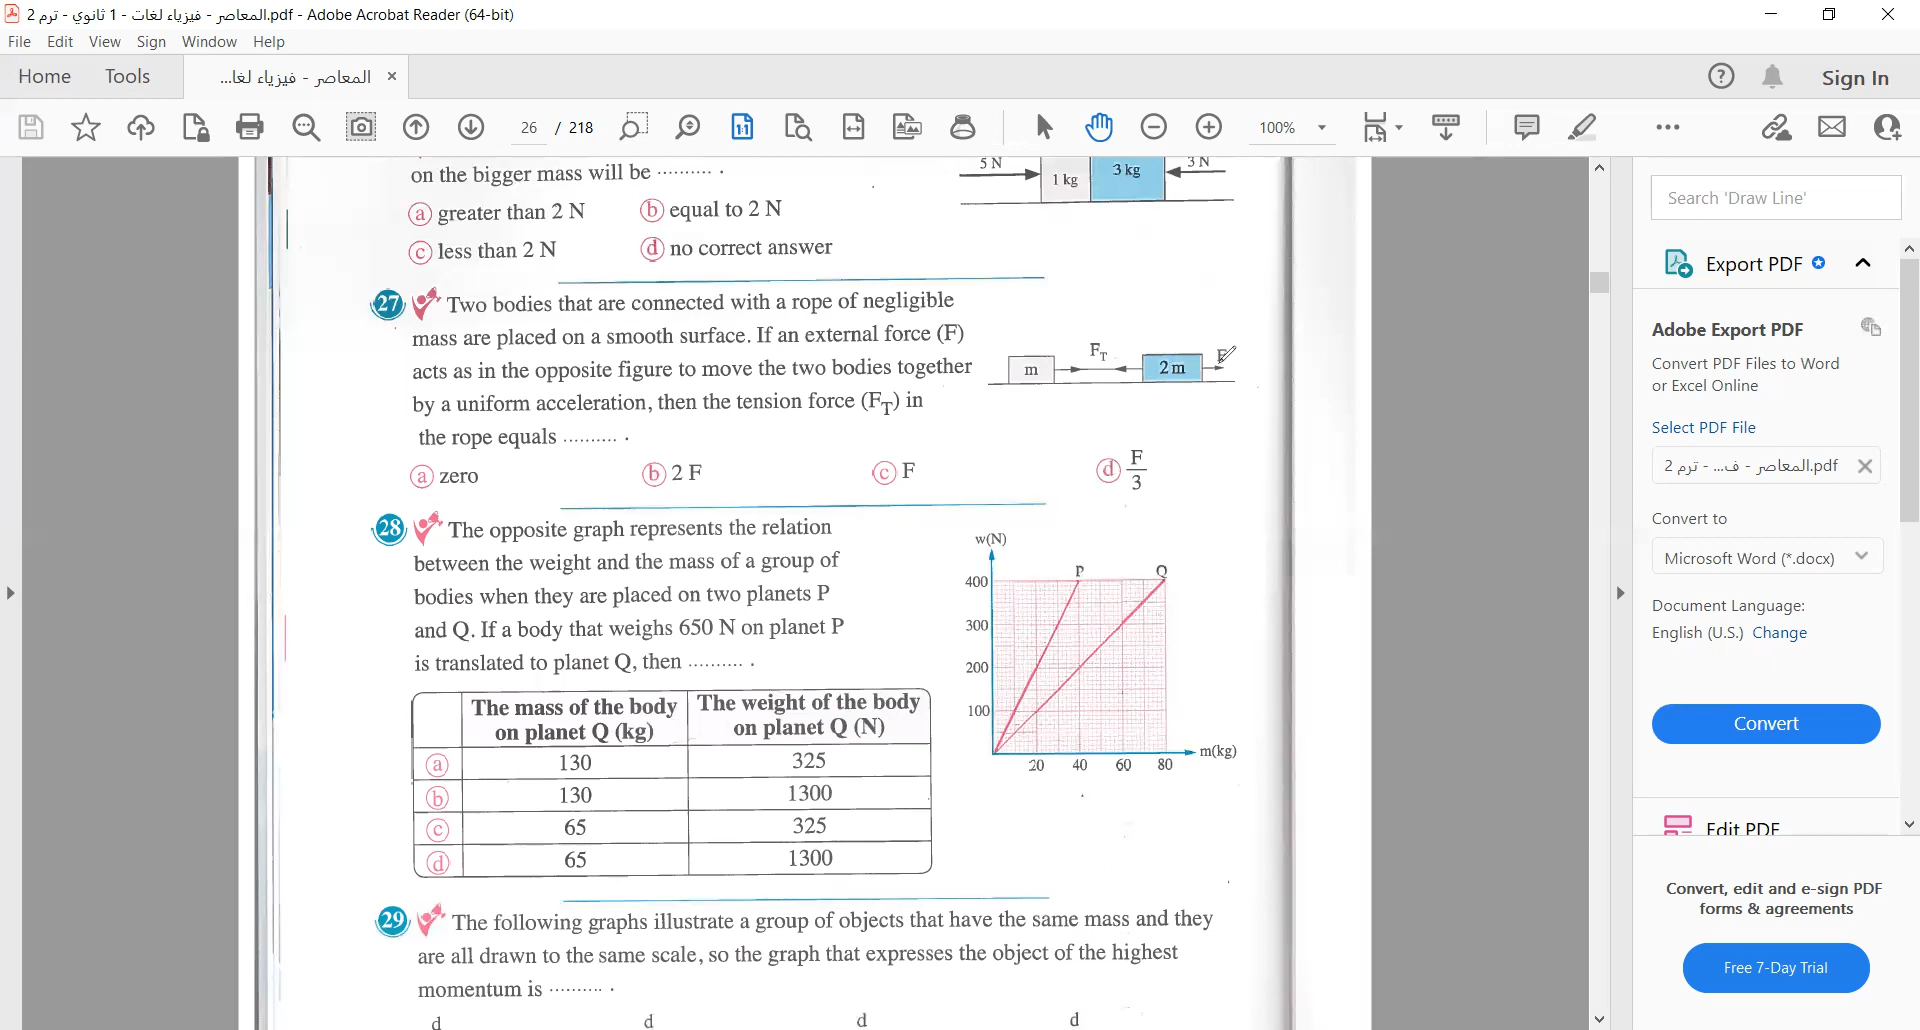 المعاصر - فيزياء لغات - 1 ثانوي - ترم 2.pdf - Adobe Acrobat Reader (64-bit)
File Edit View Sign Window Help
Home Tools المعاصر - فيزياء لغا... × Sign In
26 / 218 100%
on the bigger mass will be .......... .
5 N 1 kg 3 kg 3 N
a greater than 2 N b equal to 2 N
c less than 2 N d no correct answer
27 Two bodies that are connected with a rope of negligible
mass are placed on a smooth surface. If an external force (F)
acts as in the opposite figure to move the two bodies together
by a uniform acceleration, then the tension force (F_T) in
the rope equals .......... .
m F_T 2 m F
a zero b 2 F c F d F/3
28 The opposite graph represents the relation
between the weight and the mass of a group of
bodies when they are placed on two planets P
and Q. If a body that weighs 650 N on planet P
is translated to planet Q, then .......... .
w(N)
P Q
400
300
200
100
20 40 60 80 m(kg)
The mass of the body on planet Q (kg) The weight of the body on planet Q (N)
a 130 325
b 130 1300
c 65 325
d 65 1300
29 The following graphs illustrate a group of objects that have the same mass and they
are all drawn to the same scale, so the graph that expresses the object of the highest
momentum is .......... .
d d d d
Search 'Draw Line'
Export PDF
Adobe Export PDF
Convert PDF Files to Word
or Excel Online
Select PDF File
المعاصر - ف... - ترم 2.pdf
Convert to
Microsoft Word (*.docx)
Document Language:
English (U.S.) Change
Convert
Edit PDF
Convert, edit and e-sign PDF
forms & agreements
Free 7-Day Trial